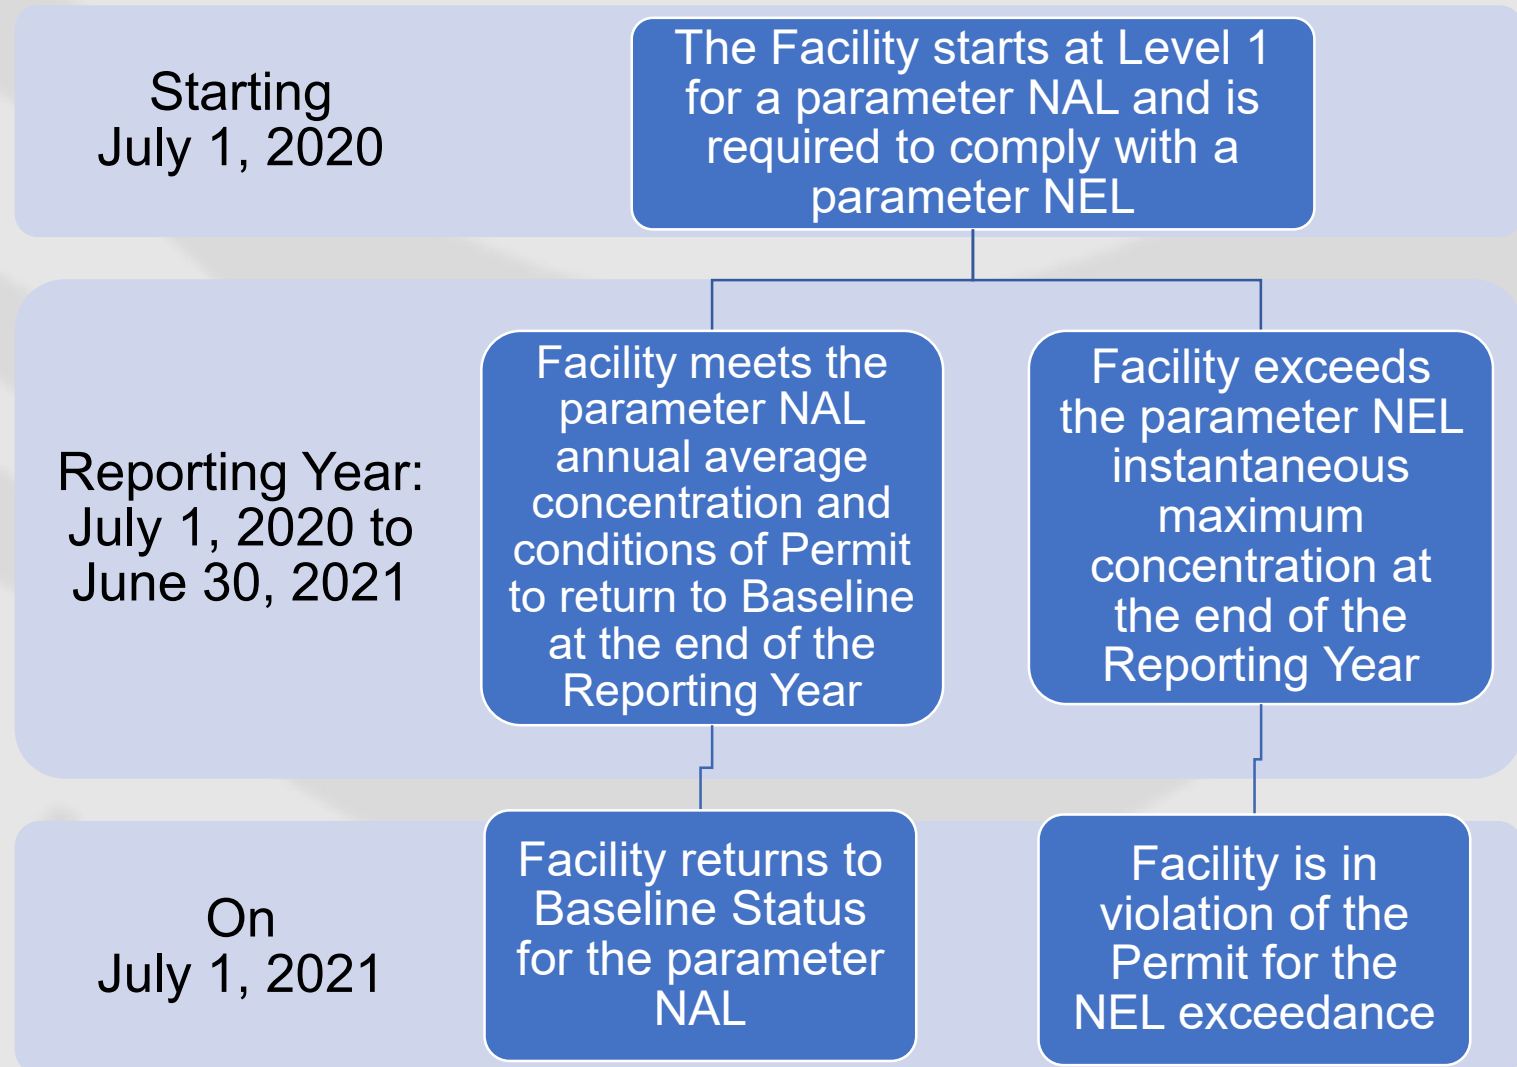 Starting
July 1, 2020
The Facility starts at Level 1
for a parameter NAL and is
required to comply with a
parameter NEL
Reporting Year:
July 1, 2020 to
June 30, 2021
Facility meets the
parameter NAL
annual average
concentration and
conditions of Permit
to return to Baseline
at the end of the
Reporting Year
Facility exceeds
the parameter NEL
instantaneous
maximum
concentration at
the end of the
Reporting Year
On
July 1, 2021
Facility returns to
Baseline Status
for the parameter
NAL
Facility is in
violation of the
Permit for the
NEL exceedance